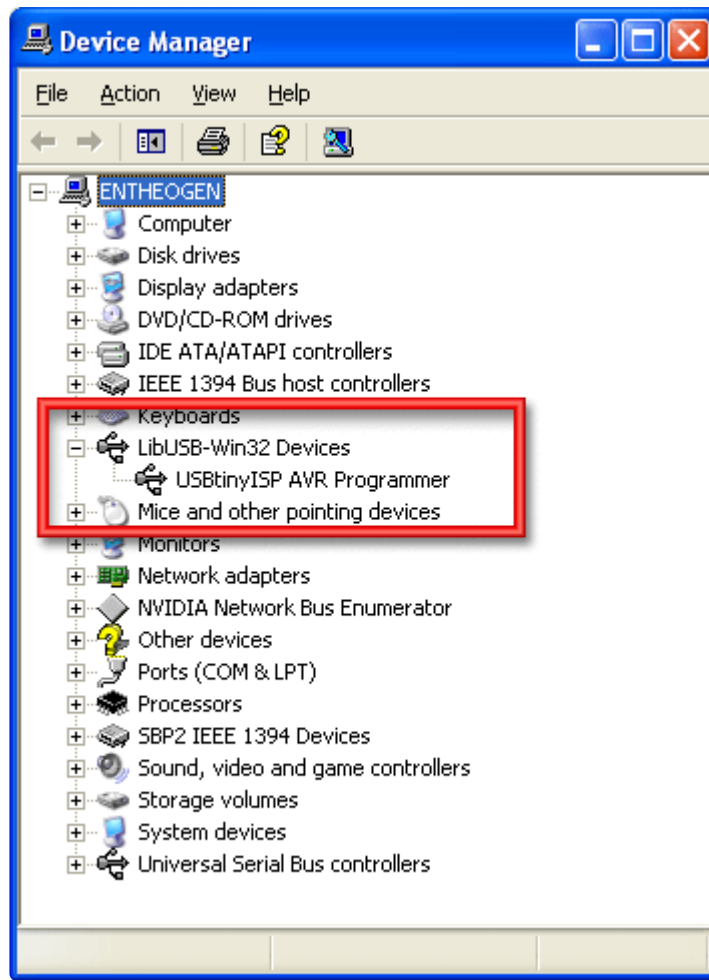 Device Manager
File Action View Help
ENTHEOGEN
Computer
Disk drives
Display adapters
DVD/CD-ROM drives
IDE ATA/ATAPI controllers
IEEE 1394 Bus host controllers
Keyboards
LibUSB-Win32 Devices
USBtinyISP AVR Programmer
Mice and other pointing devices
Monitors
Network adapters
NVIDIA Network Bus Enumerator
Other devices
Ports (COM & LPT)
Processors
SBP2 IEEE 1394 Devices
Sound, video and game controllers
Storage volumes
System devices
Universal Serial Bus controllers